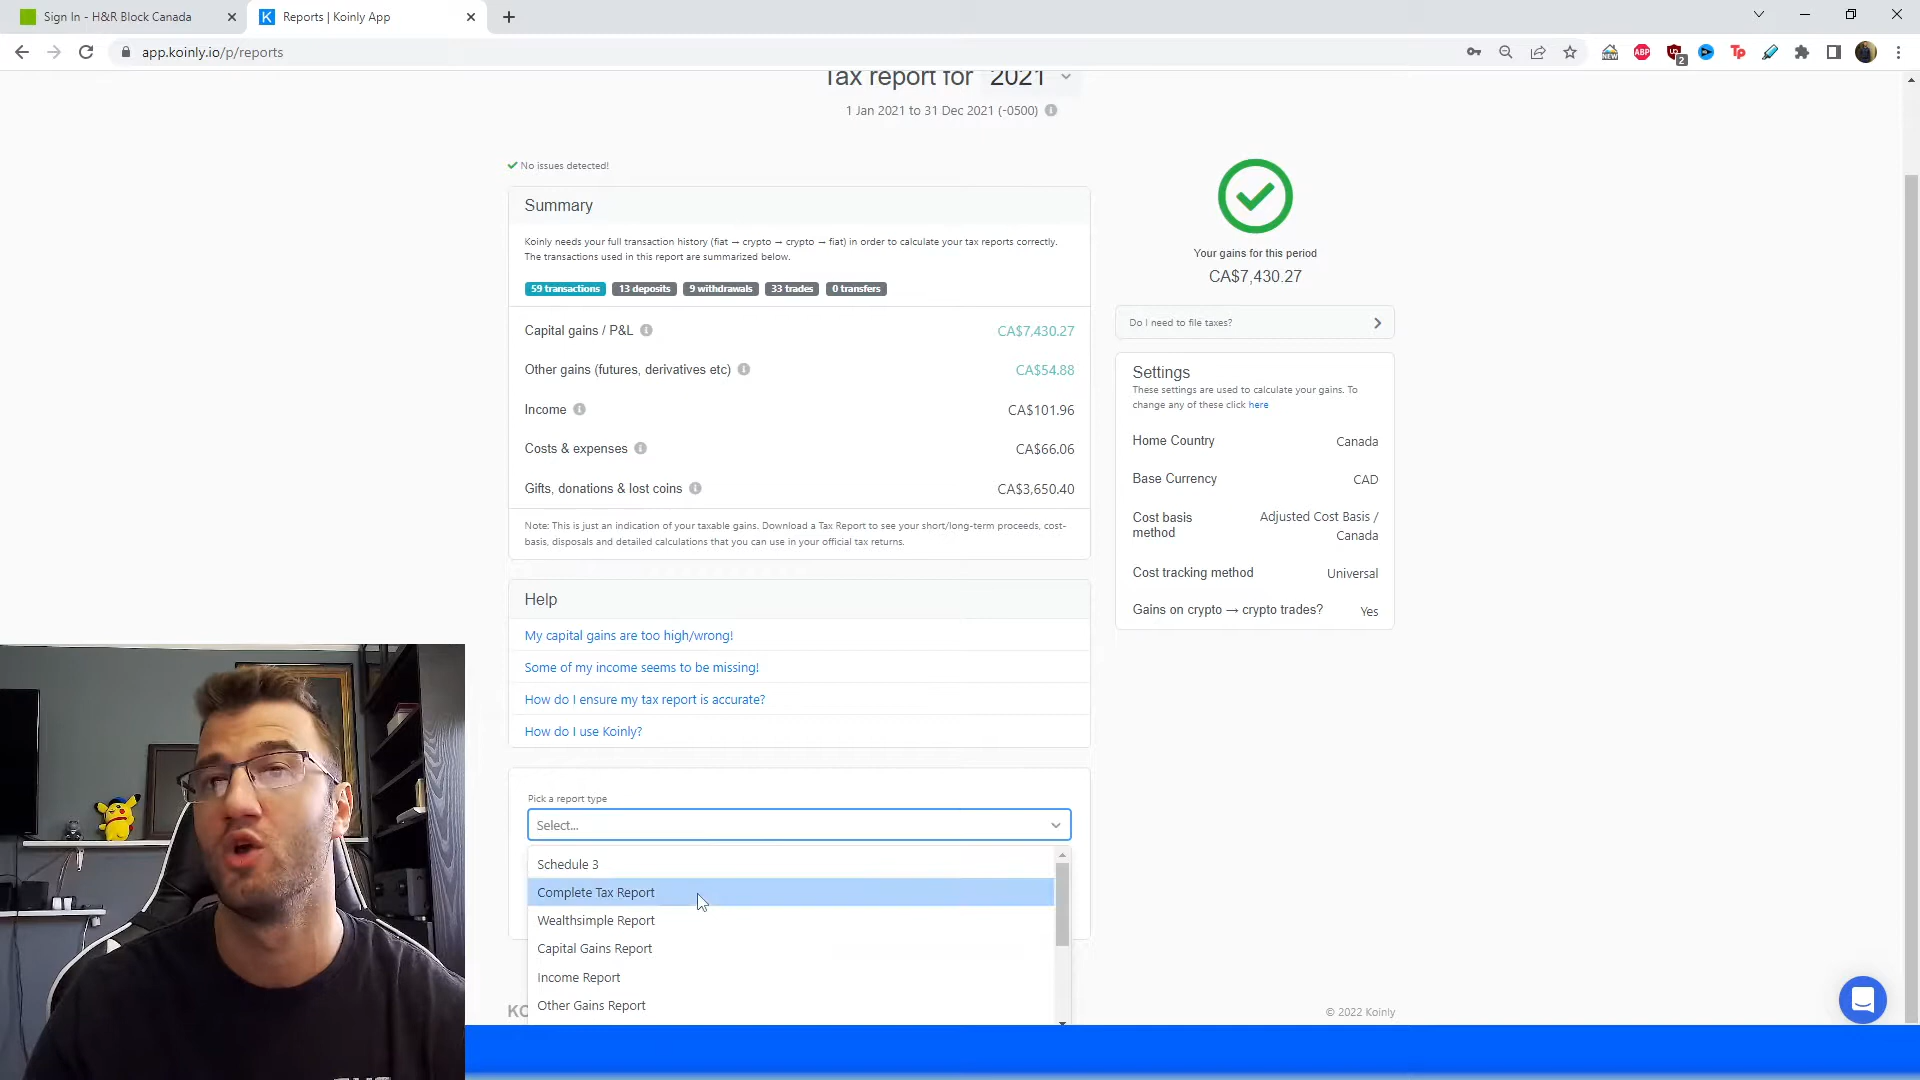 Sign In - H&R Block Canada
Reports | Koinly App
app.koinly.io/p/reports
Tax report for 2021
1 Jan 2021 to 31 Dec 2021 (-0500)
No issues detected!
Summary
Koinly needs your full transaction history (fiat → crypto → crypto → fiat) in order to calculate your tax reports correctly.
The transactions used in this report are summarized below.
59 transactions 13 deposits 9 withdrawals 33 trades 0 transfers
Capital gains / P&L CA$7,430.27
Other gains (futures, derivatives etc) CA$54.88
Income CA$101.96
Costs & expenses CA$66.06
Gifts, donations & lost coins CA$3,650.40
Note: This is just an indication of your taxable gains. Download a Tax Report to see your short/long-term proceeds, cost-
basis, disposals and detailed calculations that you can use in your official tax returns.
Help
My capital gains are too high/wrong!
Some of my income seems to be missing!
How do I ensure my tax report is accurate?
How do I use Koinly?
Pick a report type
Select...
Schedule 3
Complete Tax Report
Wealthsimple Report
Capital Gains Report
Income Report
Other Gains Report
Your gains for this period
CA$7,430.27
Do I need to file taxes?
Settings
These settings are used to calculate your gains. To
change any of these click here
Home Country Canada
Base Currency CAD
Cost basis method Adjusted Cost Basis / Canada
Cost tracking method Universal
Gains on crypto → crypto trades? Yes
© 2022 Koinly